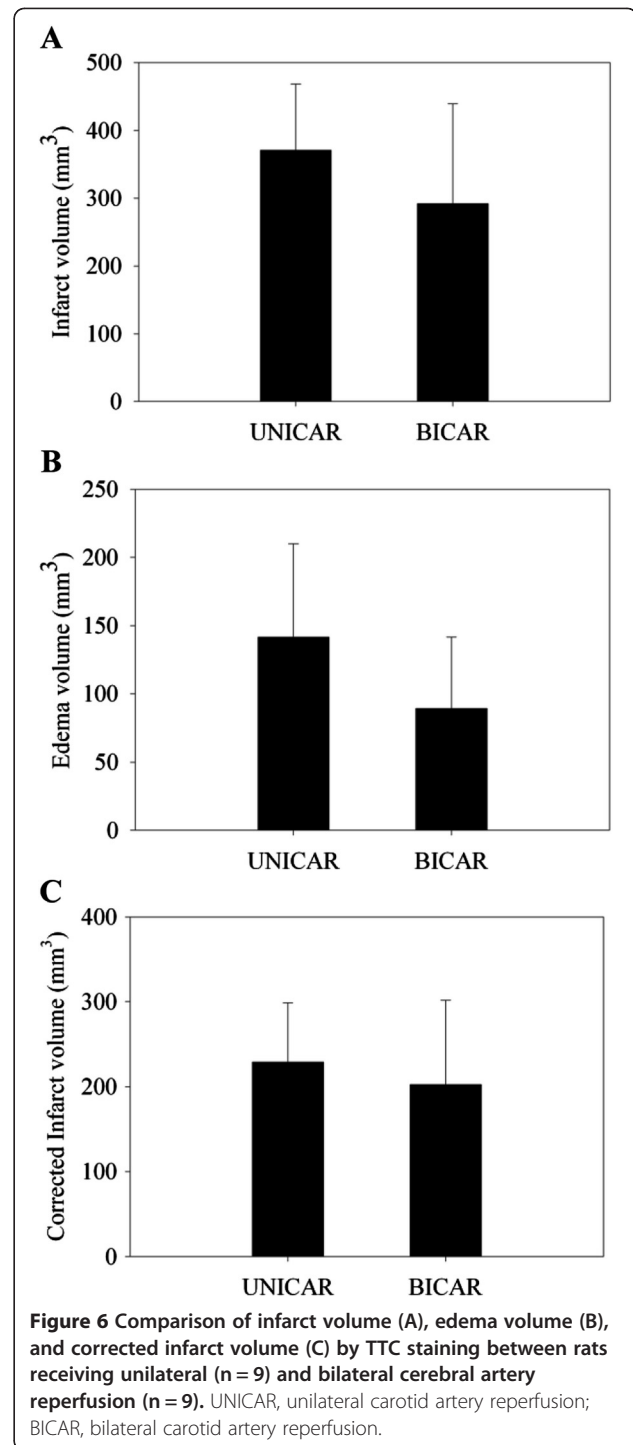 A
500
400
300
200
100
0
Infarct volume (mm³)
UNICAR BICAR
B
250
200
150
100
50
0
Edema volume (mm³)
UNICAR BICAR
C
400
300
200
100
0
Corrected Infarct volume (mm³)
UNICAR BICAR
Figure 6 Comparison of infarct volume (A), edema volume (B),
and corrected infarct volume (C) by TTC staining between rats
receiving unilateral (n = 9) and bilateral cerebral artery
reperfusion (n = 9). UNICAR, unilateral carotid artery reperfusion;
BICAR, bilateral carotid artery reperfusion.